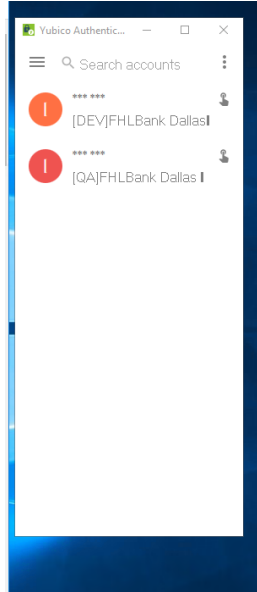 Yubico Authentic...
Search accounts
I
*** ***
[DEV]FHLBank Dallas
I
*** ***
[QA]FHLBank Dallas